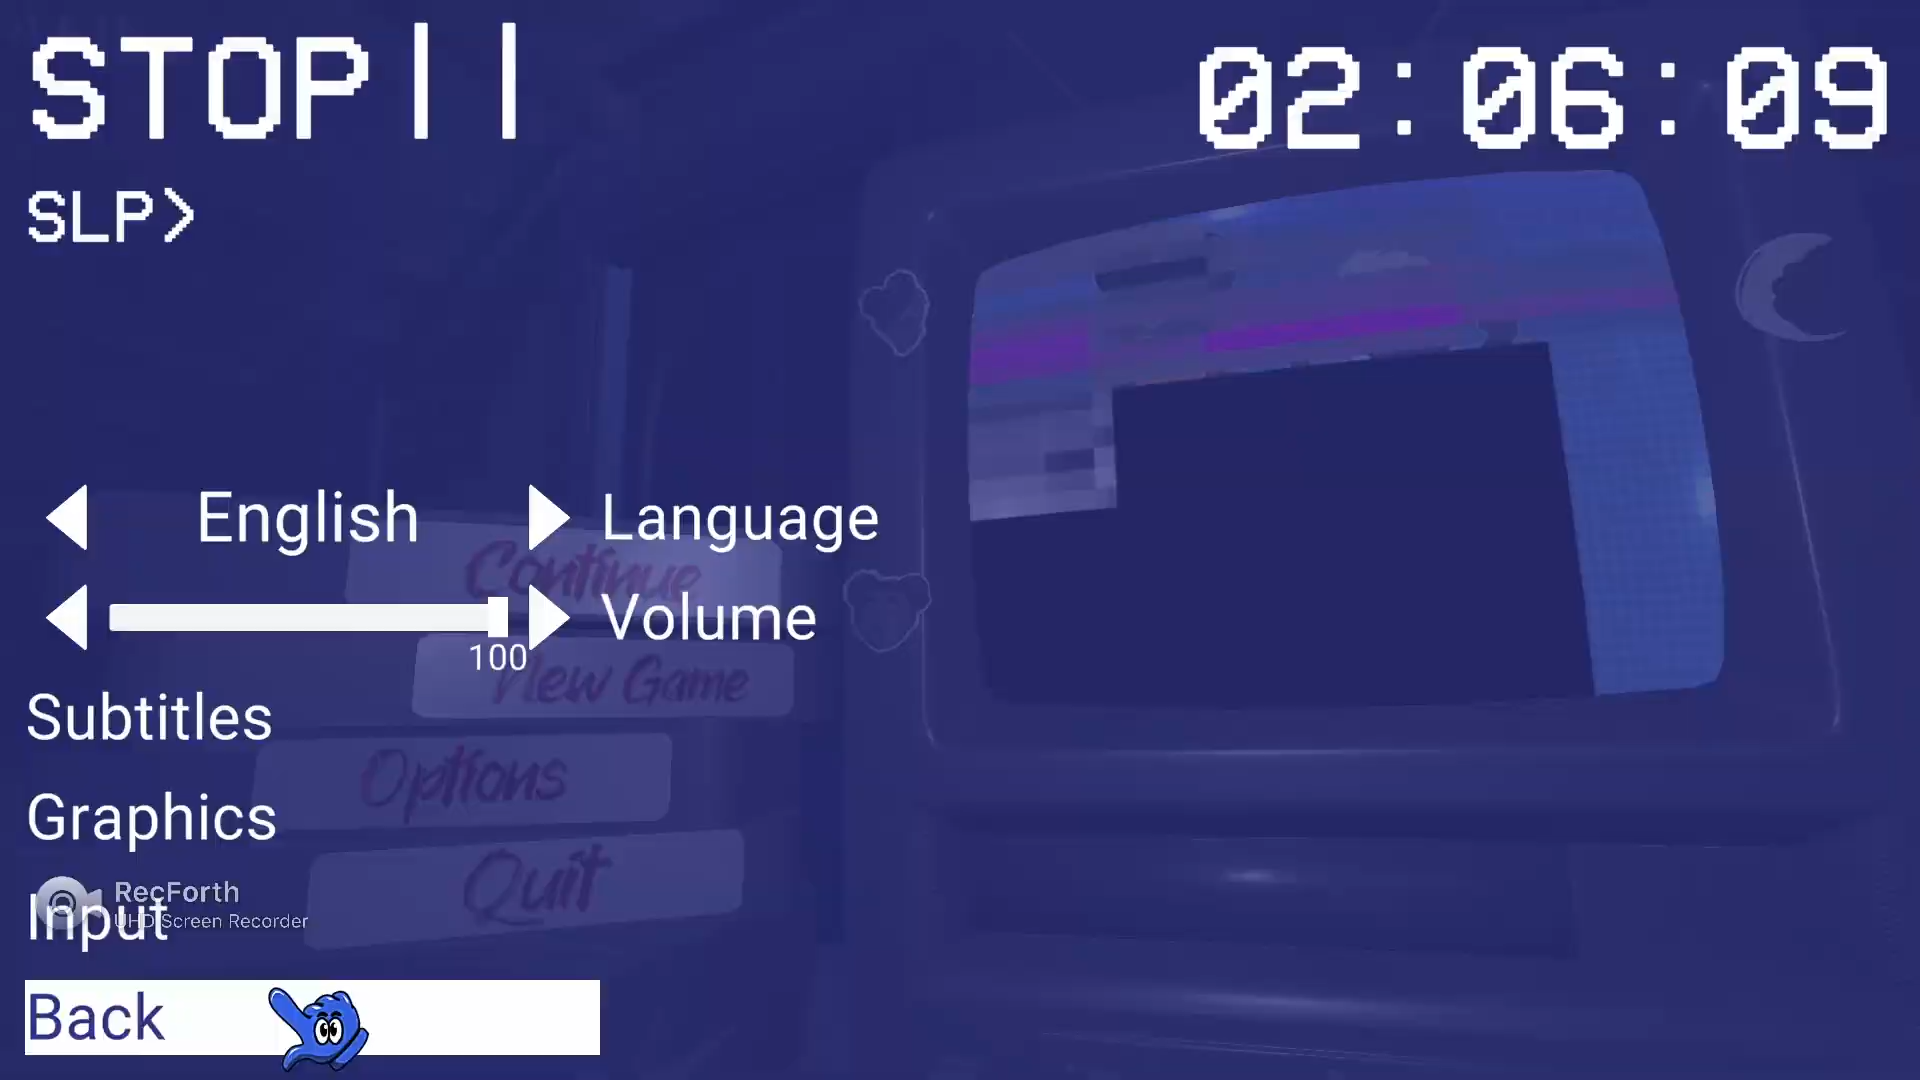 STOP||
02:06:09
SLP>
English
Language
Continue
Volume
100
New Game
Subtitles
Options
Graphics
Quit
RecForth
UHD Screen Recorder
Input
Back